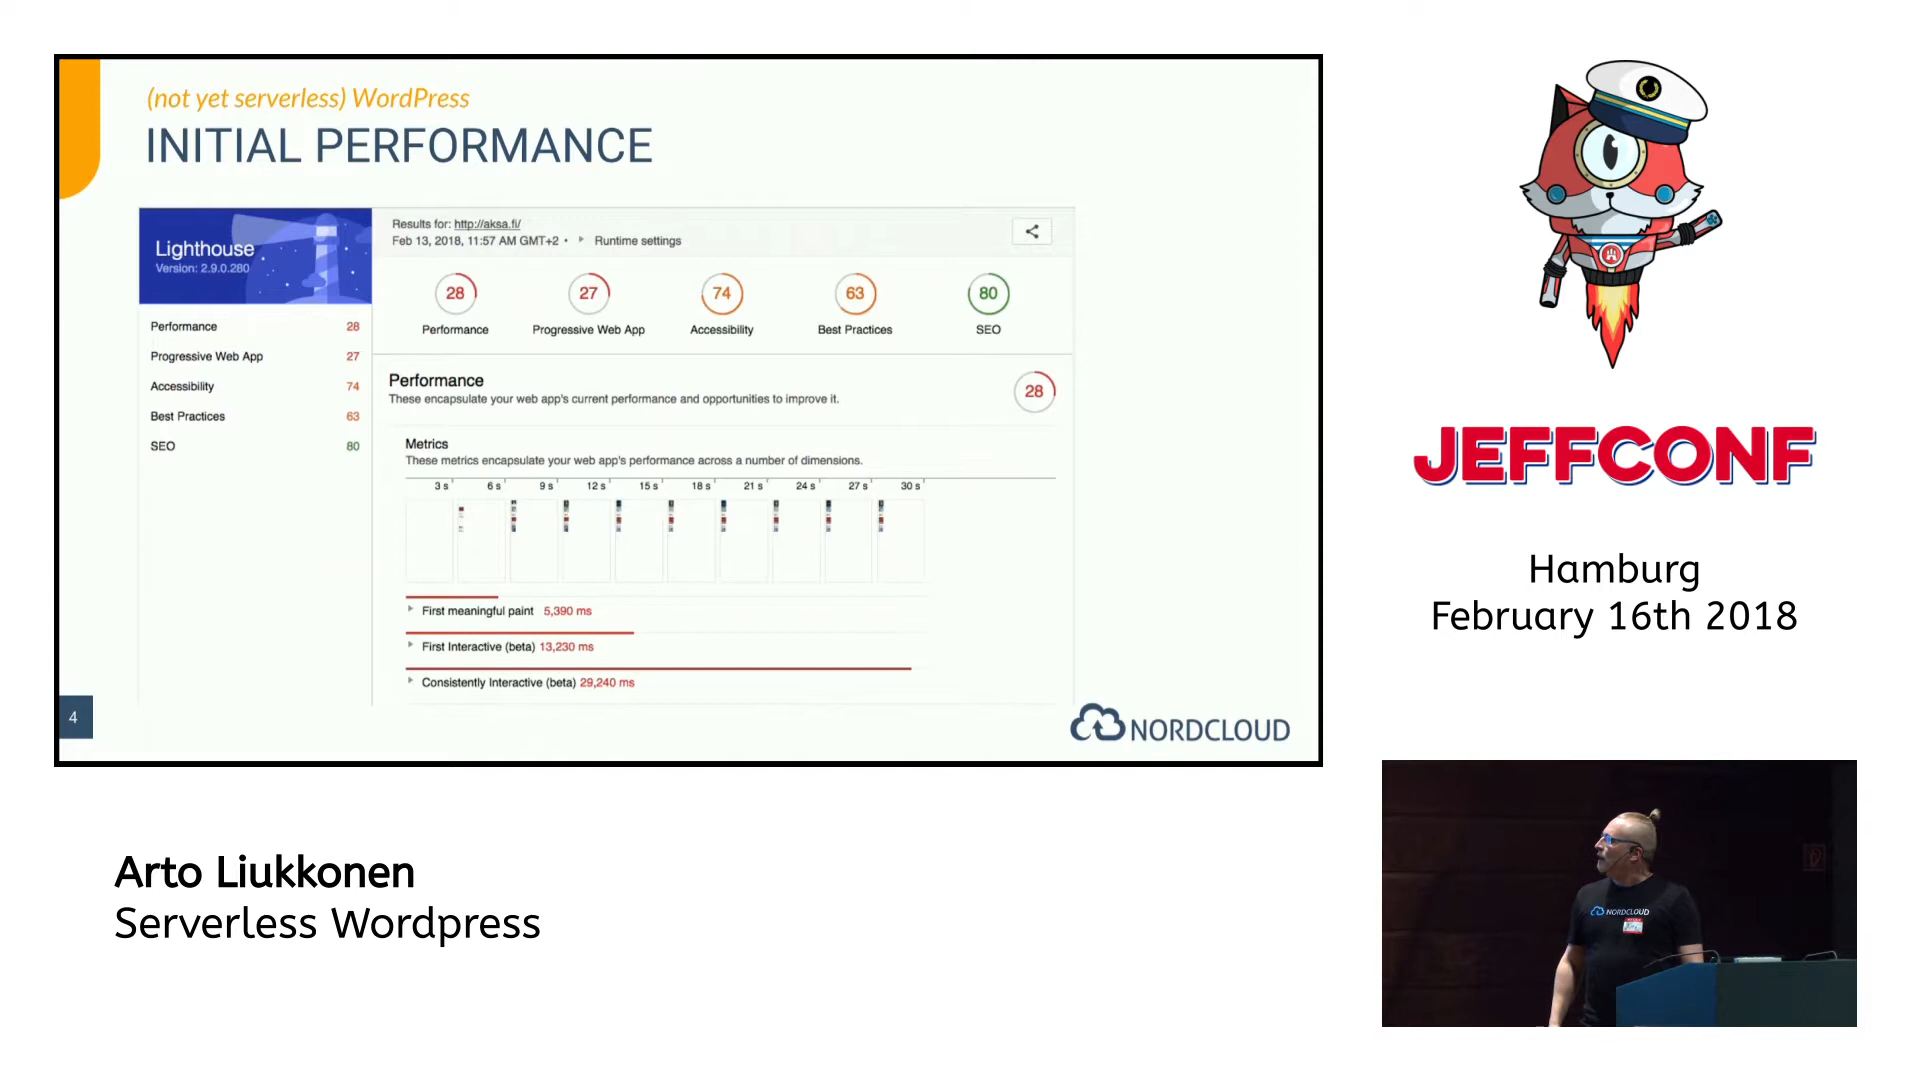 (not yet serverless) WordPress
INITIAL PERFORMANCE
Lighthouse
Version: 2.9.0.280
Performance 28
Progressive Web App 27
Accessibility 74
Best Practices 63
SEO 80
Results for: http://aksa.fi/
Feb 13, 2018, 11:57 AM GMT+2 • Runtime settings
28 27 74 63 80
Performance Progressive Web App Accessibility Best Practices SEO
Performance
These encapsulate your web app's current performance and opportunities to improve it.
28
Metrics
These metrics encapsulate your web app's performance across a number of dimensions.
3 s 6 s 9 s 12 s 15 s 18 s 21 s 24 s 27 s 30 s
First meaningful paint 5,390 ms
First Interactive (beta) 13,230 ms
Consistently Interactive (beta) 29,240 ms
4
NORDCLOUD
JEFFCONF
Hamburg
February 16th 2018
NORDCLOUD
Arto Liukkonen
Serverless Wordpress